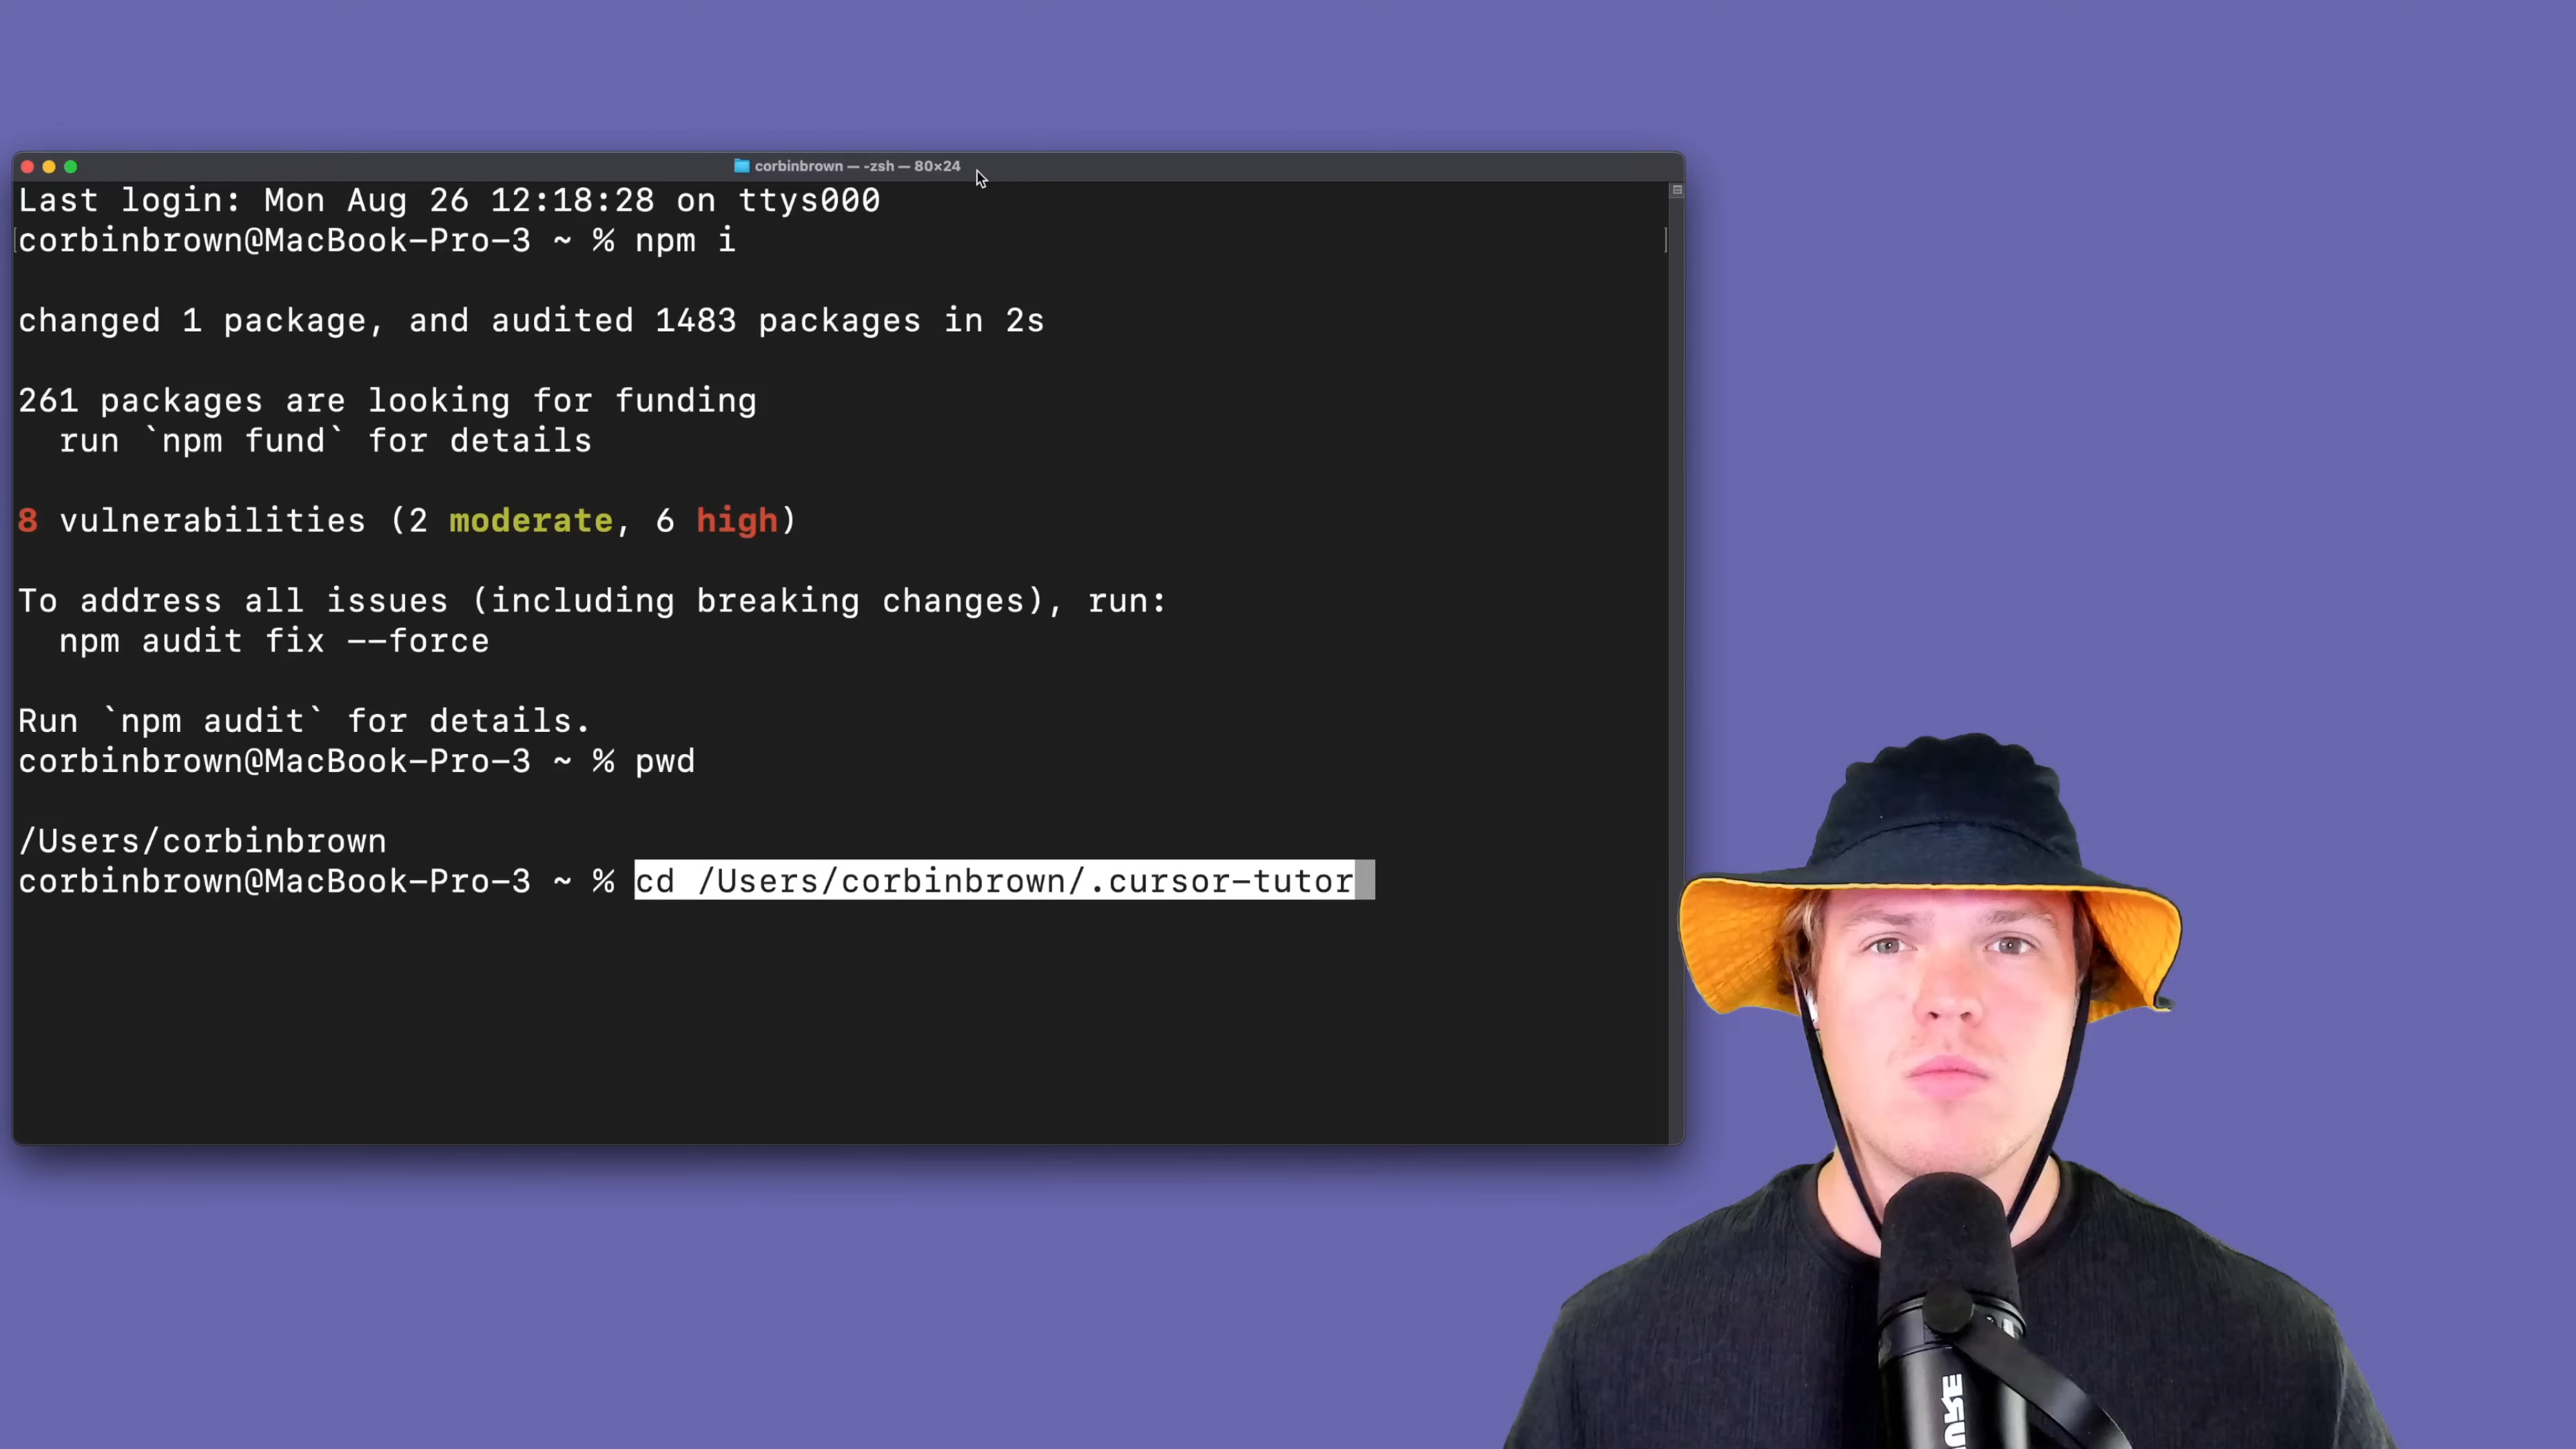 corbinbrown — -zsh — 80×24
Last login: Mon Aug 26 12:18:28 on ttys000
corbinbrown@MacBook-Pro-3 ~ % npm i
changed 1 package, and audited 1483 packages in 2s
261 packages are looking for funding
run `npm fund` for details
8 vulnerabilities (2 moderate, 6 high)
To address all issues (including breaking changes), run:
npm audit fix --force
Run `npm audit` for details.
corbinbrown@MacBook-Pro-3 ~ % pwd
/Users/corbinbrown
corbinbrown@MacBook-Pro-3 ~ % cd /Users/corbinbrown/.cursor-tutor